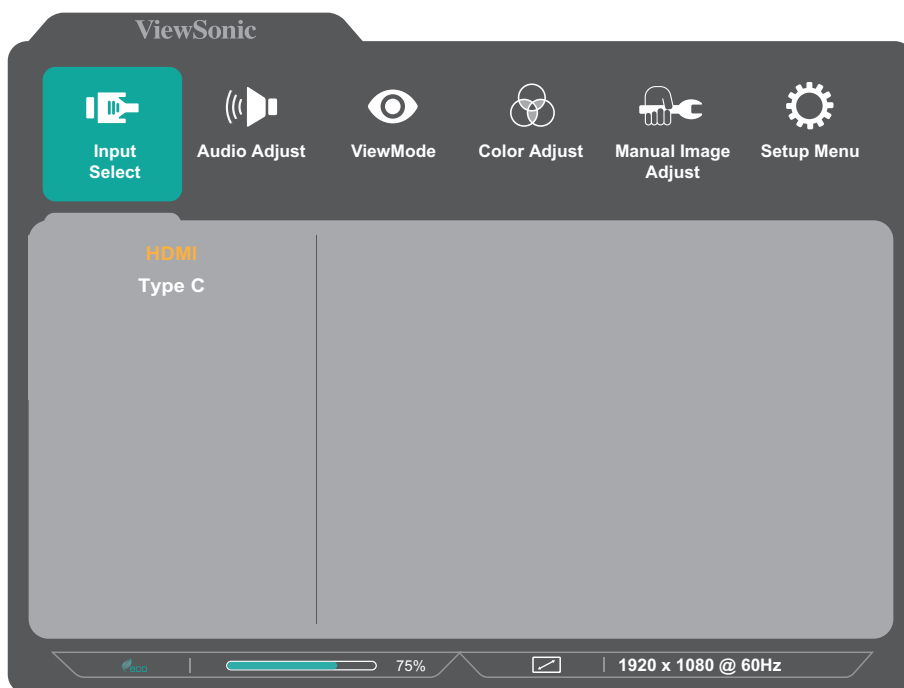 ViewSonic
Input
Select
Audio Adjust
ViewMode
Color Adjust
Manual Image
Adjust
Setup Menu
HDMI
Type C
eco
75%
1920 x 1080 @ 60Hz